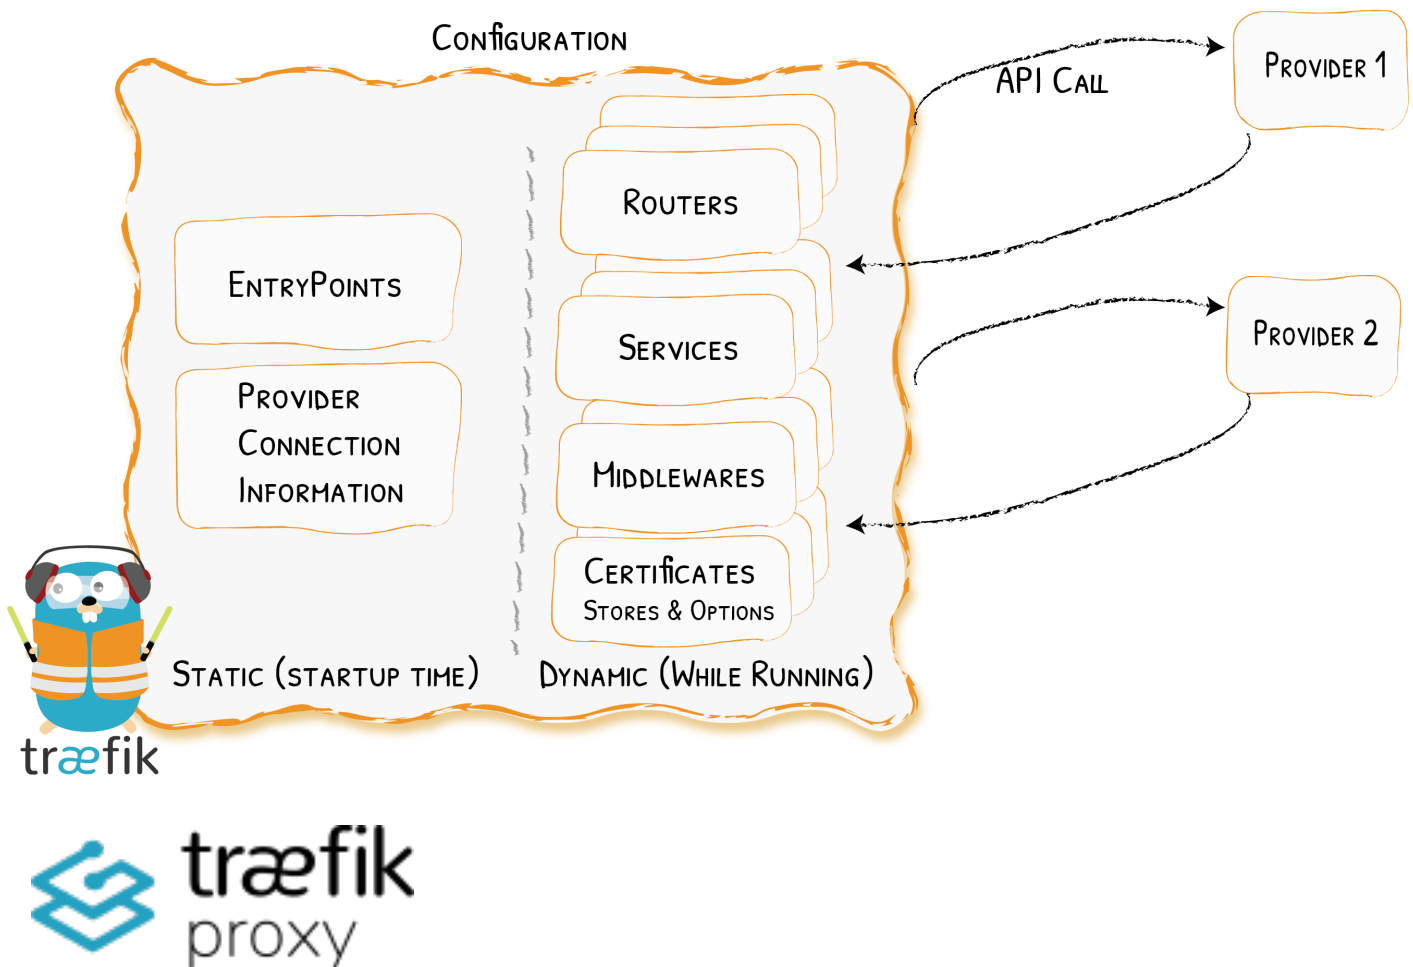 Configuration
API Call
Provider 1
Routers
EntryPoints
Services
Provider 2
Provider
Connection
Information
Middlewares
Certificates
Stores & Options
Static (startup time)
Dynamic (While Running)
træfik
træfik
proxy